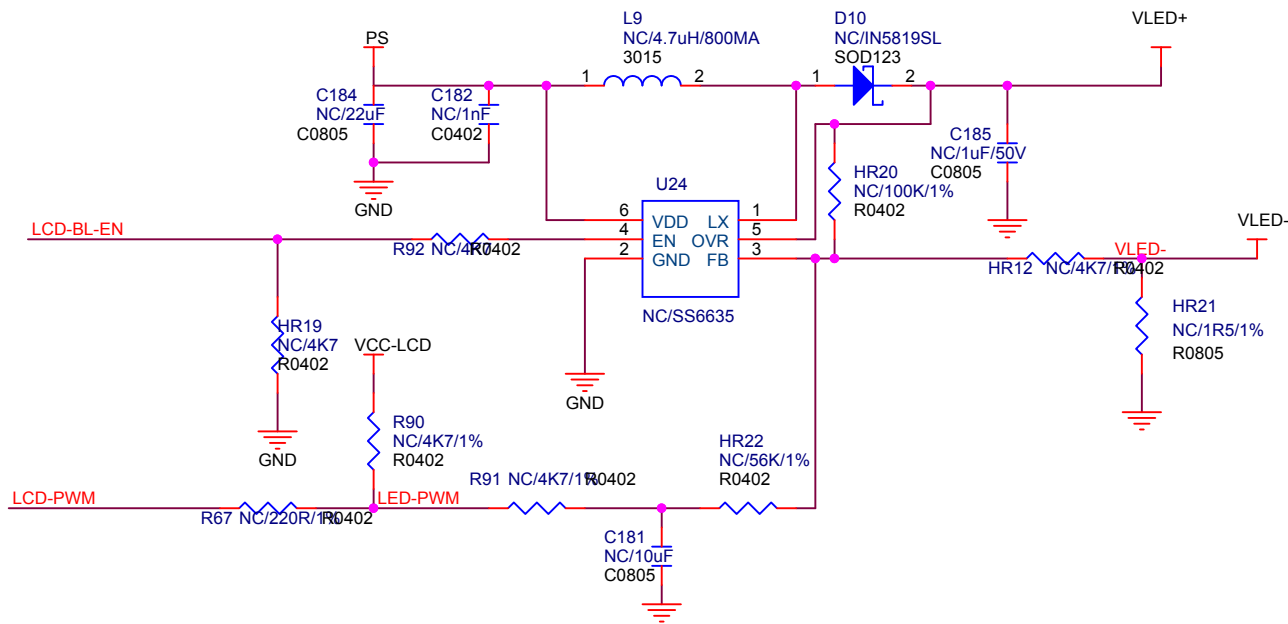 L9
NC/4.7uH/800MA
3015
D10
NC/IN5819SL
SOD123
VLED+
PS
1
2
1
2
C184
NC/22uF
C0805
C182
NC/1nF
C0402
C185
NC/1uF/50V
C0805
GND
HR20
NC/100K/1%
R0402
U24
6
VDD
LX
1
4
EN
OVR
5
2
GND
FB
3
NC/SS6635
LCD-BL-EN
R92
NC/4K7
R0402
VLED-
VLED-
HR12
NC/4K7/1%
R0402
HR21
NC/1R5/1%
R0805
HR19
NC/4K7
R0402
GND
VCC-LCD
GND
R90
NC/4K7/1%
R0402
HR22
NC/56K/1%
R0402
LCD-PWM
R67
NC/220R/1%
R0402
LED-PWM
R91
NC/4K7/1%
R0402
C181
NC/10uF
C0805